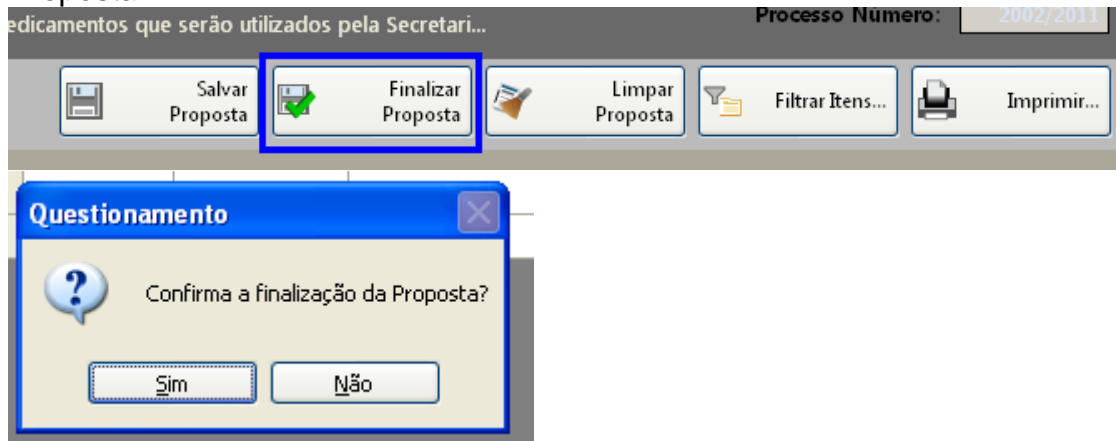 edicamentos que serão utilizados pela Secretari...
Processo Número: 2002/2011
Salvar
Proposta
Finalizar
Proposta
Limpar
Proposta
Filtrar Itens...
Imprimir...
Questionamento
Confirma a finalização da Proposta?
Sim
Não